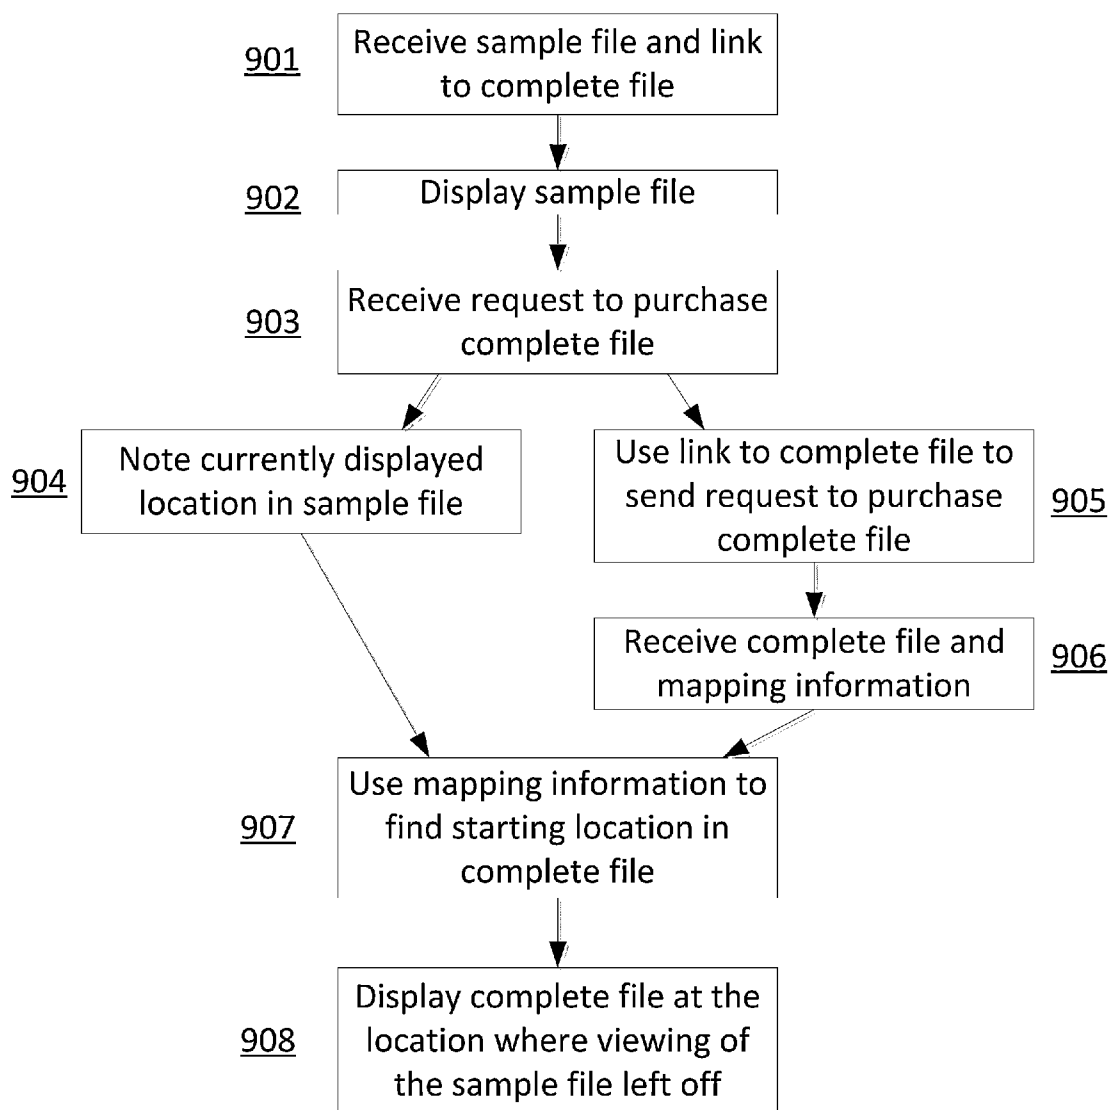 901
Receive sample file and link
to complete file
902
Display sample file
903
Receive request to purchase
complete file
904
Note currently displayed
location in sample file
Use link to complete file to
send request to purchase
complete file
905
Receive complete file and
mapping information
906
907
Use mapping information to
find starting location in
complete file
908
Display complete file at the
location where viewing of
the sample file left off